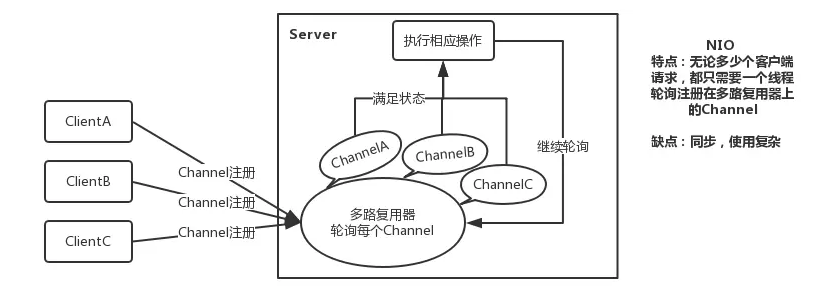 Server
执行相应操作
NIO
特点：无论多少个客户端
请求，都只需要一个线程
轮询注册在多路复用器上
的Channel
缺点：同步，使用复杂
满足状态
继续轮询
ClientA
ClientB
ClientC
Channel注册
Channel注册
Channel注册
ChannelA
ChannelB
ChannelC
多路复用器
轮询每个Channel